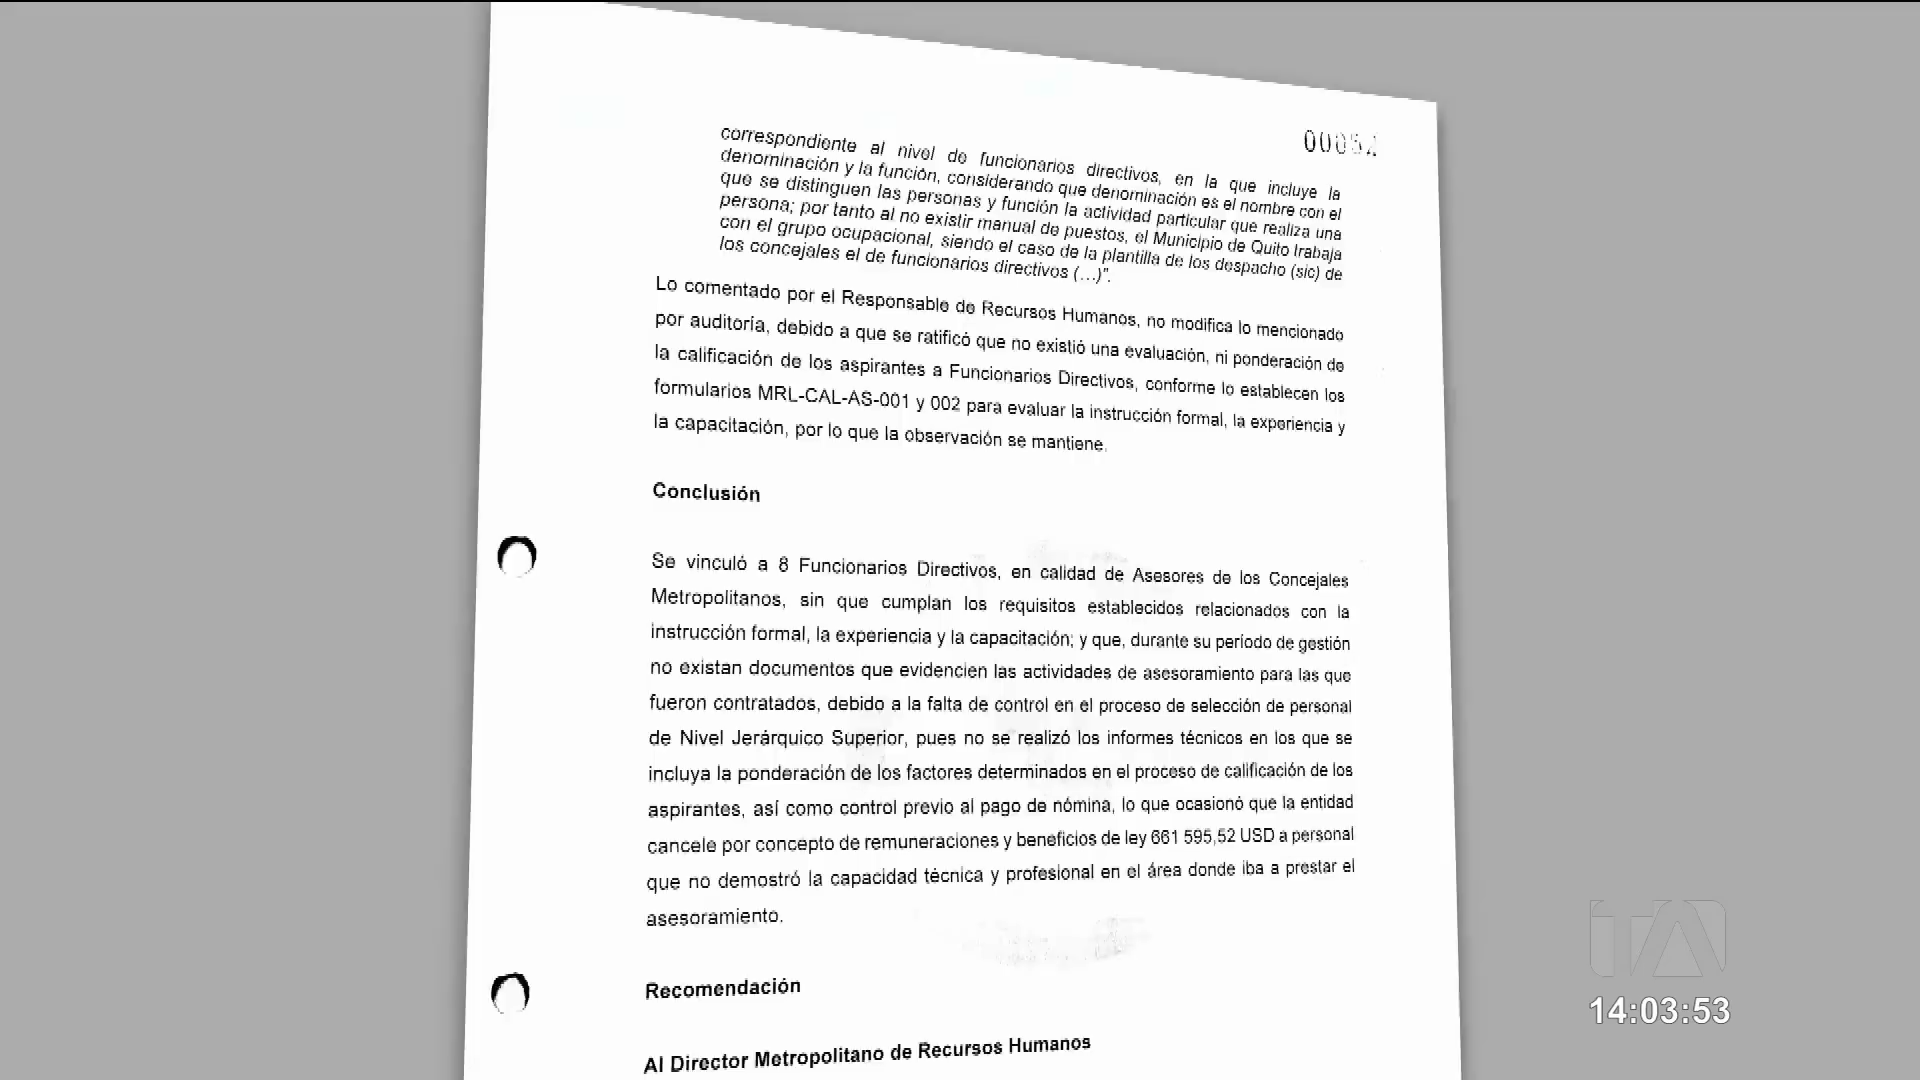 00052
correspondiente al nivel de funcionarios directivos, en la que incluye la
denominación y la función, considerando que denominación es el nombre con el
que se distinguen las personas y función la actividad particular que realiza una
persona; por tanto al no existir manual de puestos, el Municipio de Quito trabaja
con el grupo ocupacional, siendo el caso de la plantilla de los despacho (sic) de
los concejales el de funcionarios directivos (...)".
Lo comentado por el Responsable de Recursos Humanos, no modifica lo mencionado
por auditoría, debido a que se ratificó que no existió una evaluación, ni ponderación de
la calificación de los aspirantes a Funcionarios Directivos, conforme lo establecen los
formularios MRL-CAL-AS-001 y 002 para evaluar la instrucción formal, la experiencia y
la capacitación, por lo que la observación se mantiene.
Conclusión
Se vinculó a 8 Funcionarios Directivos, en calidad de Asesores de los Concejales
Metropolitanos, sin que cumplan los requisitos establecidos relacionados con la
instrucción formal, la experiencia y la capacitación; y que, durante su período de gestión
no existan documentos que evidencien las actividades de asesoramiento para las que
fueron contratados, debido a la falta de control en el proceso de selección de personal
de Nivel Jerárquico Superior, pues no se realizó los informes técnicos en los que se
incluya la ponderación de los factores determinados en el proceso de calificación de los
aspirantes, así como control previo al pago de nómina, lo que ocasionó que la entidad
cancele por concepto de remuneraciones y beneficios de ley 661 595,52 USD a personal
que no demostró la capacidad técnica y profesional en el área donde iba a prestar el
asesoramiento.
Recomendación
Al Director Metropolitano de Recursos Humanos
TA
14:03:53